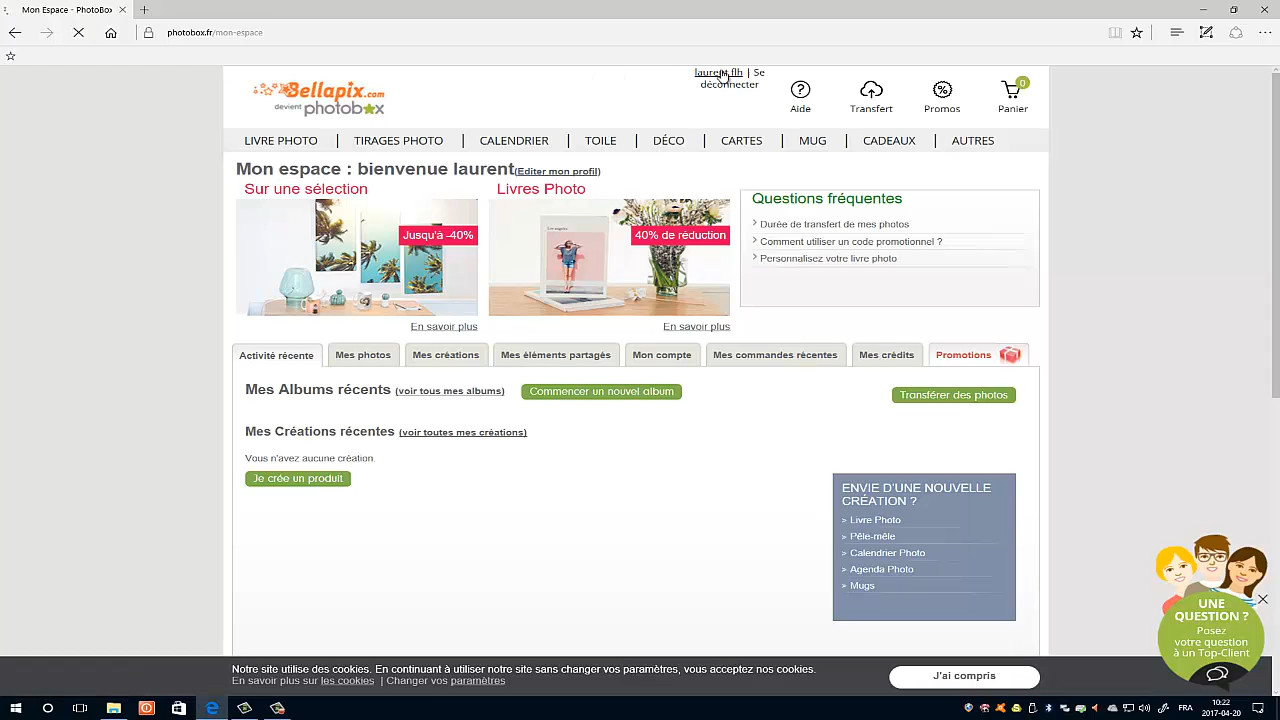 Mon Espace - PhotoBox
photobox.fr/mon-espace
Bellapix.com
devient photobox
laurent.flh | Se
déconnecter
Aide
Transfert
Promos
0
Panier
LIVRE PHOTO
TIRAGES PHOTO
CALENDRIER
TOILE
DÉCO
CARTES
MUG
CADEAUX
AUTRES
Mon espace : bienvenue laurent(Editer mon profil)
Sur une sélection
Jusqu'à -40%
En savoir plus
Livres Photo
40% de réduction
En savoir plus
Questions fréquentes
Durée de transfert de mes photos
Comment utiliser un code promotionnel ?
Personnalisez votre livre photo
Activité récente
Mes photos
Mes créations
Mes éléments partagés
Mon compte
Mes commandes récentes
Mes crédits
Promotions
Mes Albums récents (voir tous mes albums)
Commencer un nouvel album
Transférer des photos
Mes Créations récentes (voir toutes mes créations)
Vous n'avez aucune création.
Je crée un produit
ENVIE D'UNE NOUVELLE
CRÉATION ?
> Livre Photo
> Pêle-mêle
> Calendrier Photo
> Agenda Photo
> Mugs
UNE
QUESTION ?
Posez
votre question
à un Top-Client
Notre site utilise des cookies. En continuant à utiliser notre site sans changer vos paramètres, vous acceptez nos cookies.
En savoir plus sur les cookies | Changer vos paramètres
J'ai compris
FRA
10:22
2017-04-20